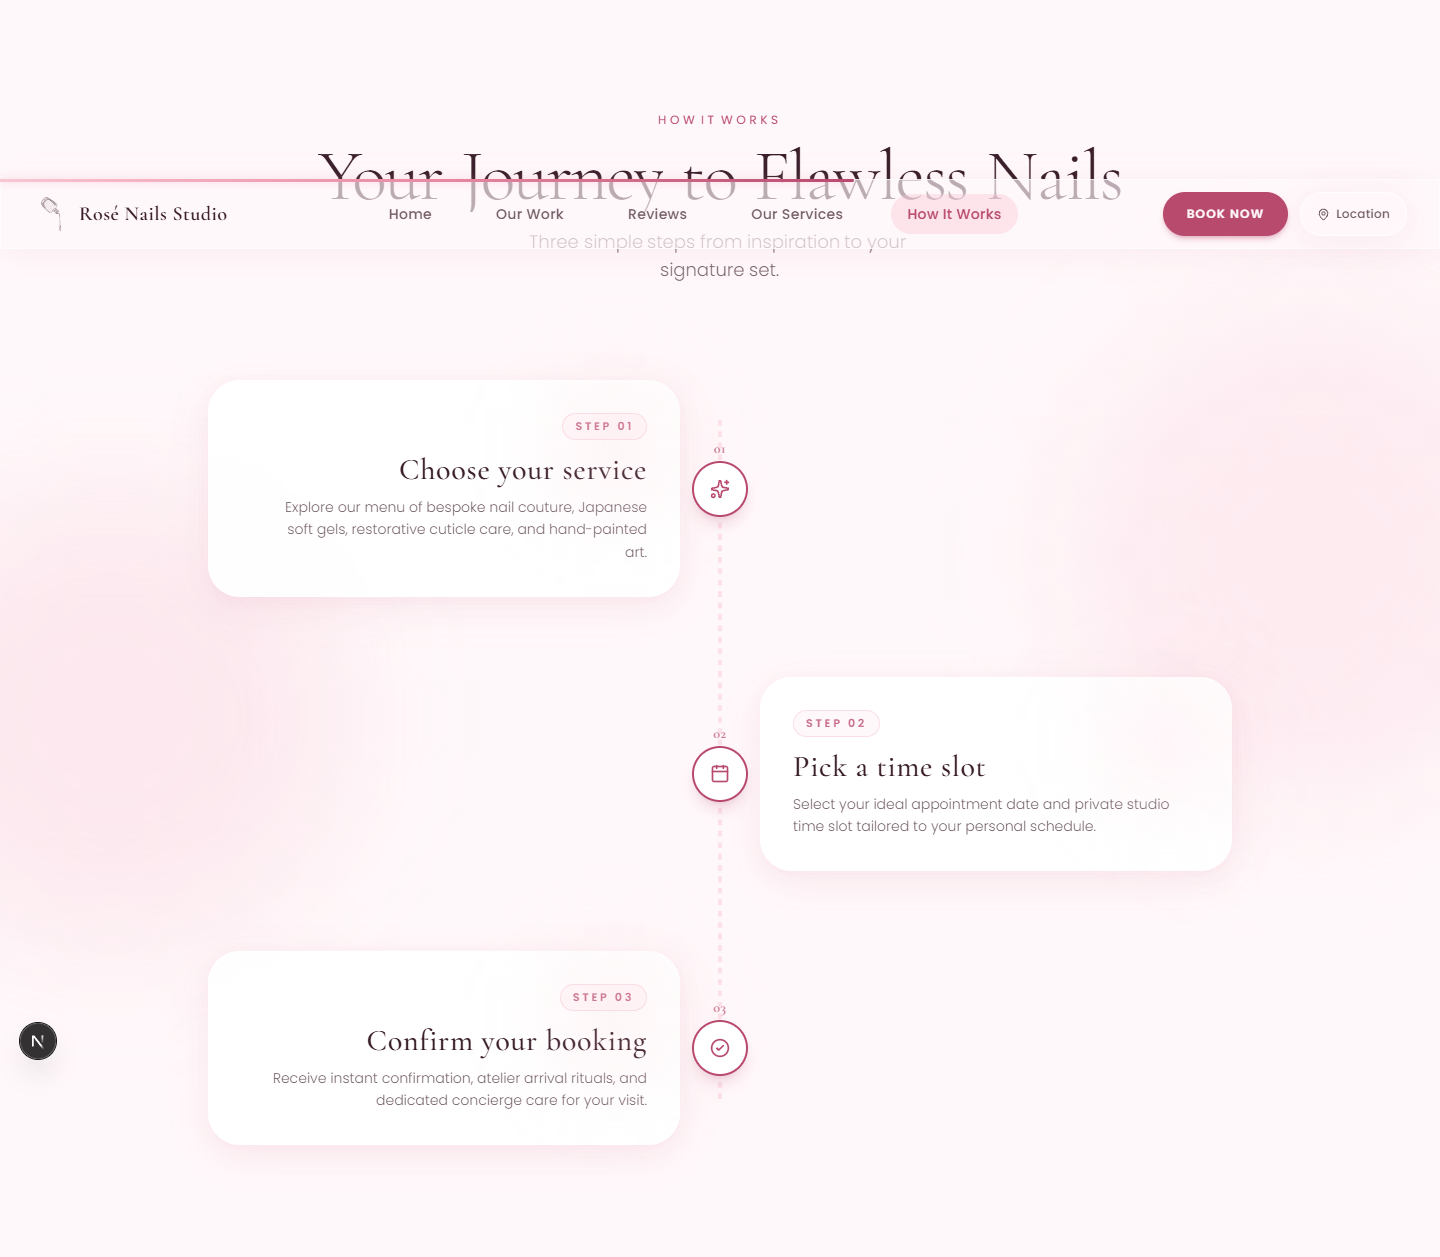 HOW IT WORKS
Your Journey to Flawless Nails
Rosé Nails Studio
Home
Our Work
Reviews
Our Services
How It Works
BOOK NOW
Location
Three simple steps from inspiration to your
signature set.
STEP 01
01
Choose your service
Explore our menu of bespoke nail couture, Japanese
soft gels, restorative cuticle care, and hand-painted
art.
STEP 02
02
Pick a time slot
Select your ideal appointment date and private studio
time slot tailored to your personal schedule.
STEP 03
03
Confirm your booking
Receive instant confirmation, atelier arrival rituals, and
dedicated concierge care for your visit.
N